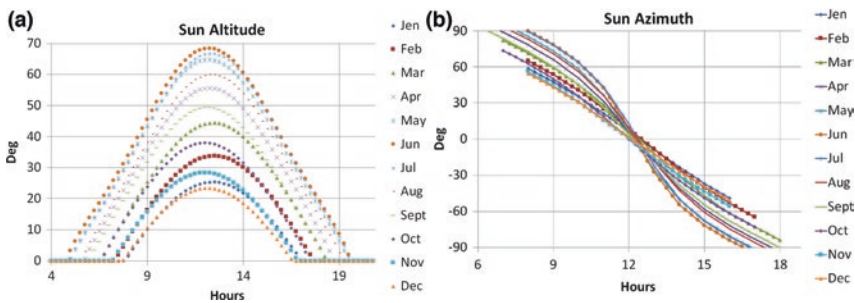 (a)
Sun Altitude
70
60
50
40
30
20
10
0
Deg
4
9
14
19
Hours
Jen
Feb
Mar
Apr
May
Jun
Jul
Aug
Sept
Oct
Nov
Dec
(b)
Sun Azimuth
90
60
30
0
-30
-60
-90
Deg
6
9
12
15
18
Hours
Jen
Feb
Mar
Apr
May
Jun
Jul
Aug
Sept
Oct
Nov
Dec